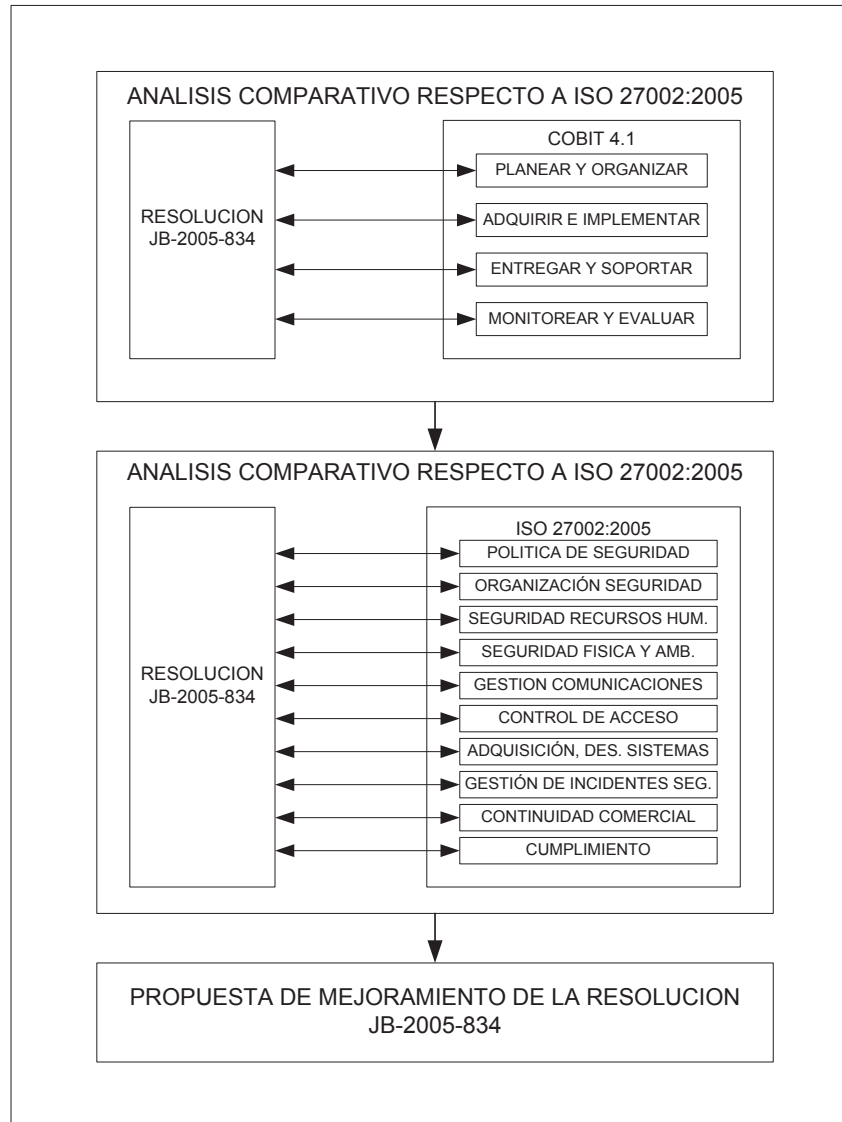 ANALISIS COMPARATIVO RESPECTO A ISO 27002:2005
RESOLUCION
JB-2005-834
COBIT 4.1
PLANEAR Y ORGANIZAR
ADQUIRIR E IMPLEMENTAR
ENTREGAR Y SOPORTAR
MONITOREAR Y EVALUAR
ANALISIS COMPARATIVO RESPECTO A ISO 27002:2005
RESOLUCION
JB-2005-834
ISO 27002:2005
POLITICA DE SEGURIDAD
ORGANIZACIÓN SEGURIDAD
SEGURIDAD RECURSOS HUM.
SEGURIDAD FISICA Y AMB.
GESTION COMUNICACIONES
CONTROL DE ACCESO
ADQUISICIÓN, DES. SISTEMAS
GESTIÓN DE INCIDENTES SEG.
CONTINUIDAD COMERCIAL
CUMPLIMIENTO
PROPUESTA DE MEJORAMIENTO DE LA RESOLUCION
JB-2005-834